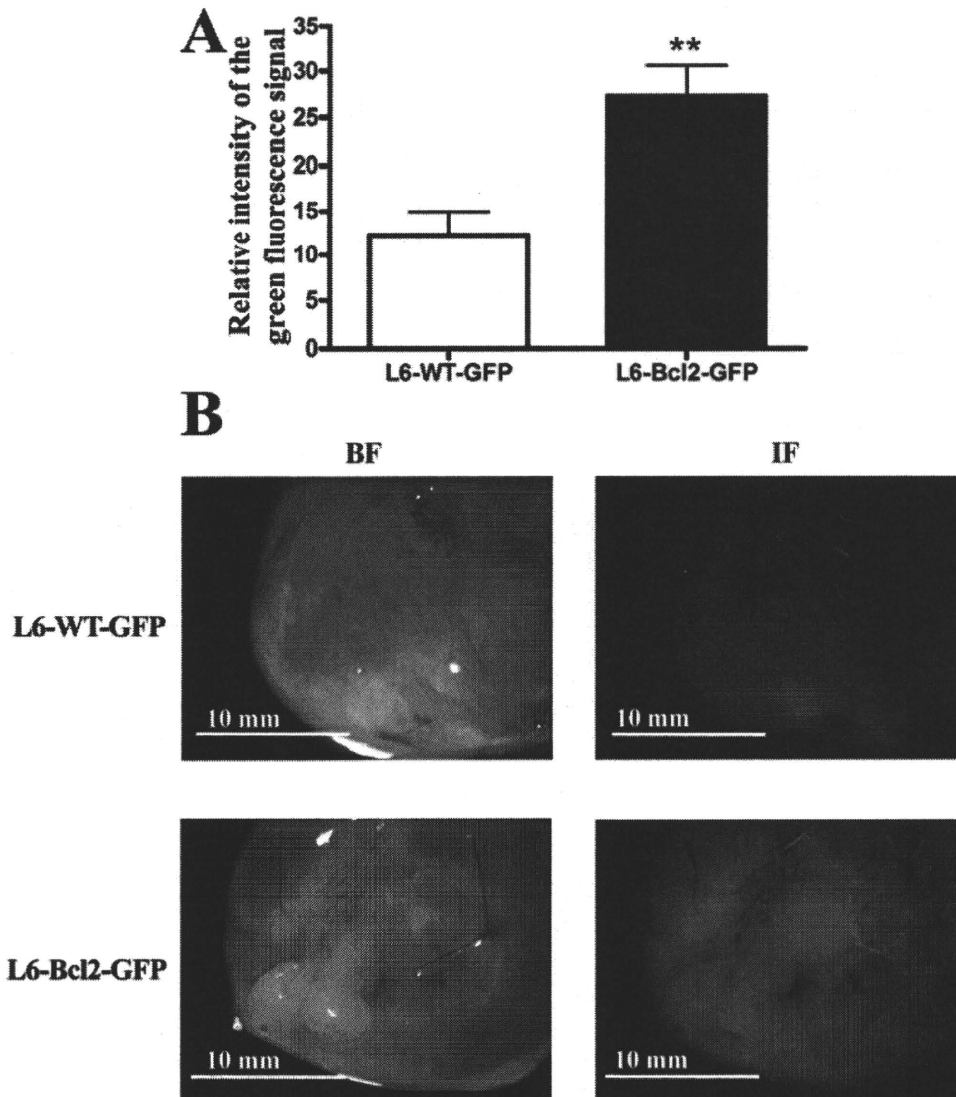 A
Relative intensity of the
green fluorescence signal
35
30
25
20
15
10
5
0
**
L6-WT-GFP
L6-Bcl2-GFP
B
BF
IF
L6-WT-GFP
10 mm
10 mm
L6-Bcl2-GFP
10 mm
10 mm